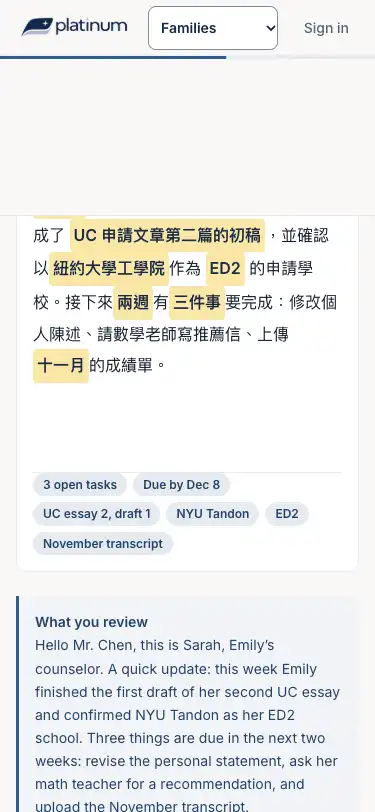 platinum
Families
Sign in
成了 UC 申請文章第二篇的初稿，並確認
以紐約大學工學院作為 ED2 的申請學
校。接下來兩週有三件事要完成：修改個
人陳述、請數學老師寫推薦信、上傳
十一月的成績單。
3 open tasks
Due by Dec 8
UC essay 2, draft 1
NYU Tandon
ED2
November transcript
What you review
Hello Mr. Chen, this is Sarah, Emily’s
counselor. A quick update: this week Emily
finished the first draft of her second UC essay
and confirmed NYU Tandon as her ED2
school. Three things are due in the next two
weeks: revise the personal statement, ask her
math teacher for a recommendation, and
upload the November transcript.